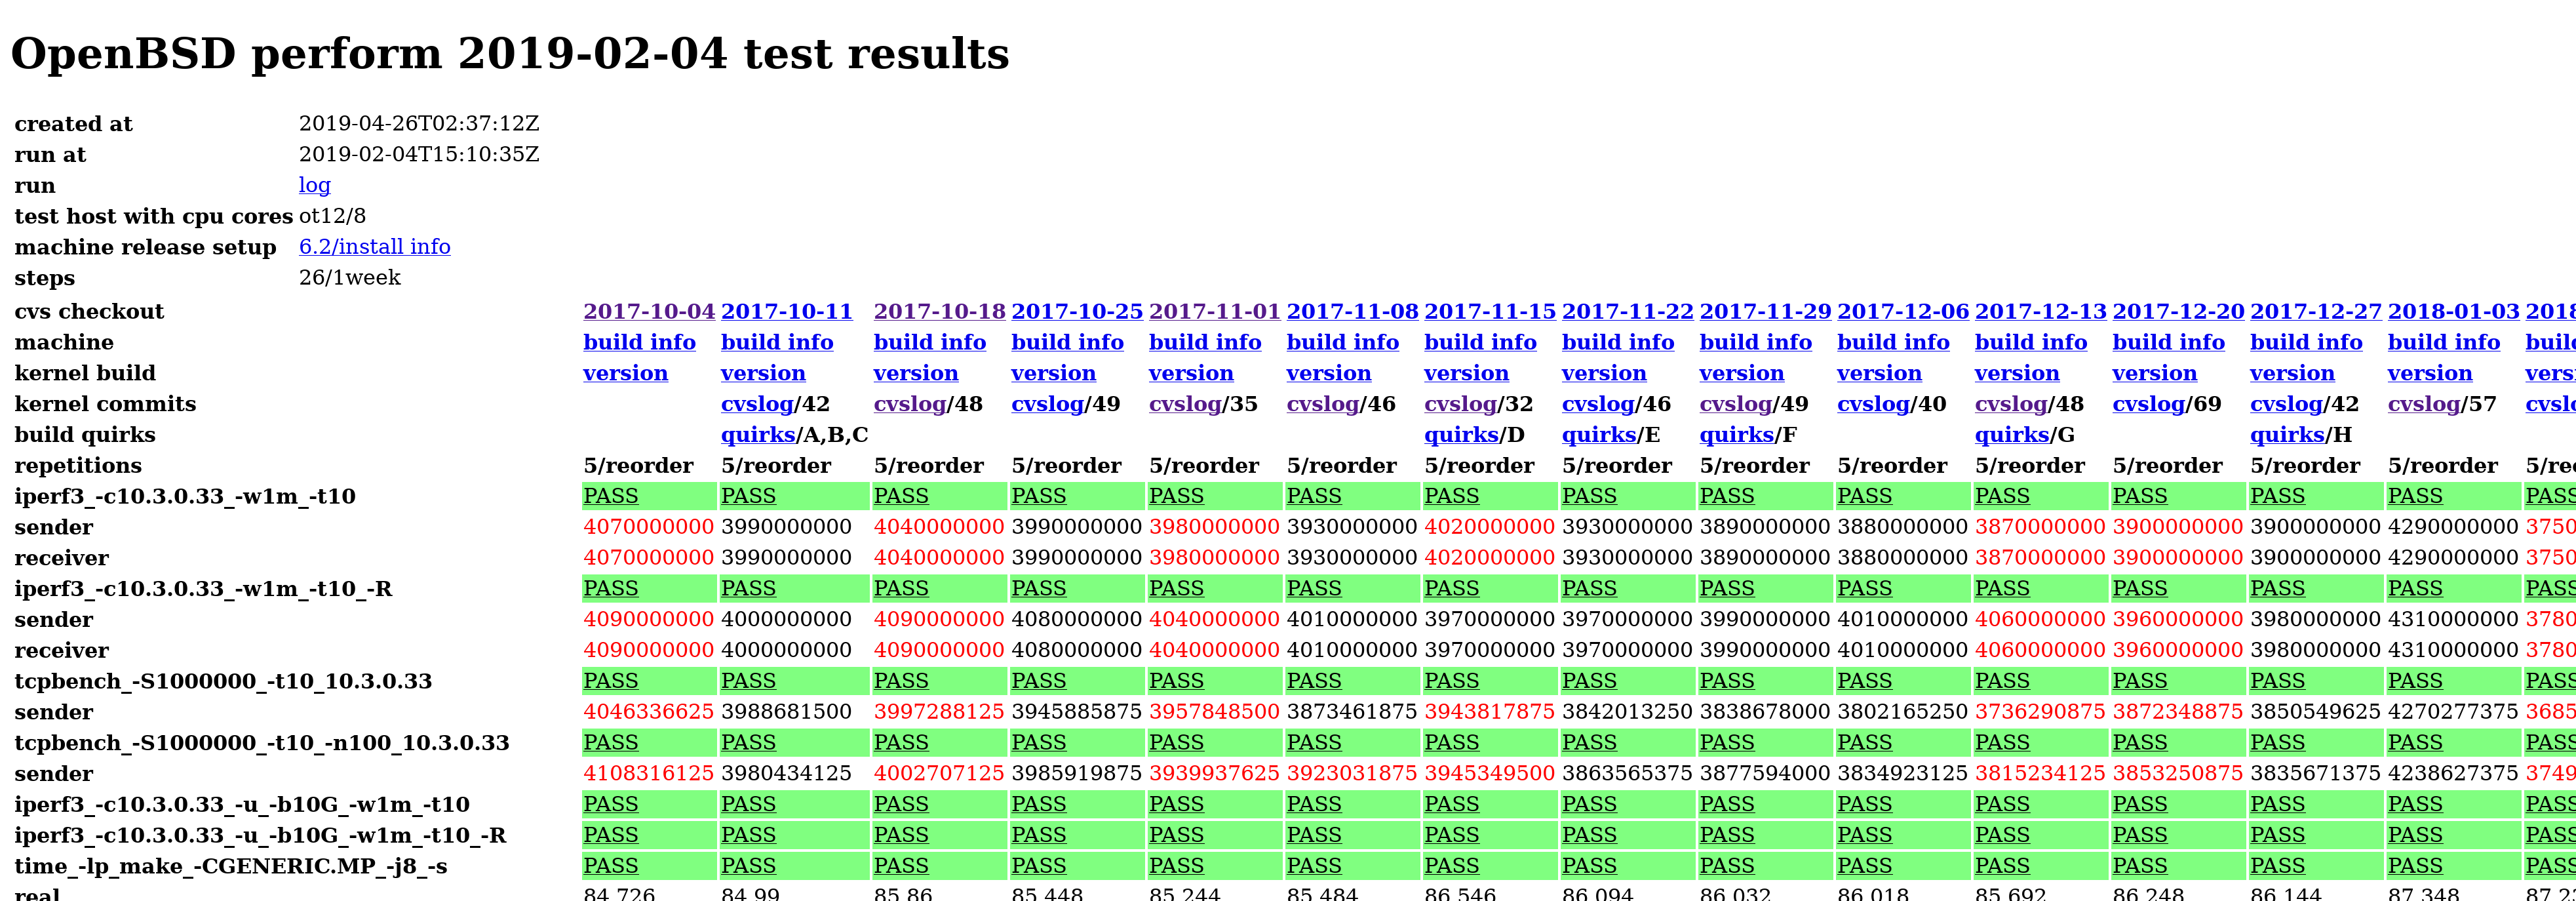 OpenBSD perform 2019-02-04 test results
created at 2019-04-26T02:37:12Z
run at 2019-02-04T15:10:35Z
run log
test host with cpu cores ot12/8
machine release setup 6.2/install info
steps 26/1week
cvs checkout 2017-10-04 2017-10-11 2017-10-18 2017-10-25 2017-11-01 2017-11-08 2017-11-15 2017-11-22 2017-11-29 2017-12-06 2017-12-13 2017-12-20 2017-12-27 2018-01-03 2018
machine build info build info build info build info build info build info build info build info build info build info build info build info build info build info
kernel build version version version version version version version version version version version version version version
kernel commits cvslog/42 cvslog/48 cvslog/49 cvslog/35 cvslog/46 cvslog/32 cvslog/46 cvslog/49 cvslog/40 cvslog/48 cvslog/69 cvslog/42 cvslog/57
build quirks quirks/A,B,C quirks/D quirks/E quirks/F quirks/G quirks/H
repetitions 5/reorder 5/reorder 5/reorder 5/reorder 5/reorder 5/reorder 5/reorder 5/reorder 5/reorder 5/reorder 5/reorder 5/reorder 5/reorder 5/reorder
iperf3_-c10.3.0.33_-w1m_-t10 PASS PASS PASS PASS PASS PASS PASS PASS PASS PASS PASS PASS PASS PASS PASS
sender 4070000000 3990000000 4040000000 3990000000 3980000000 3930000000 4020000000 3930000000 3890000000 3880000000 3870000000 3900000000 3900000000 4290000000 3750
receiver 4070000000 3990000000 4040000000 3990000000 3980000000 3930000000 4020000000 3930000000 3890000000 3880000000 3870000000 3900000000 3900000000 4290000000 3750
iperf3_-c10.3.0.33_-w1m_-t10_-R PASS PASS PASS PASS PASS PASS PASS PASS PASS PASS PASS PASS PASS PASS PASS
sender 4090000000 4000000000 4090000000 4080000000 4040000000 4010000000 3970000000 3970000000 3990000000 4010000000 4060000000 3960000000 3980000000 4310000000 3780
receiver 4090000000 4000000000 4090000000 4080000000 4040000000 4010000000 3970000000 3970000000 3990000000 4010000000 4060000000 3960000000 3980000000 4310000000 3780
tcpbench_-S1000000_-t10_10.3.0.33 PASS PASS PASS PASS PASS PASS PASS PASS PASS PASS PASS PASS PASS PASS PASS
sender 4046336625 3988681500 3997288125 3945885875 3957848500 3873461875 3943817875 3842013250 3838678000 3802165250 3736290875 3872348875 3850549625 4270277375 3685
tcpbench_-S1000000_-t10_-n100_10.3.0.33 PASS PASS PASS PASS PASS PASS PASS PASS PASS PASS PASS PASS PASS PASS PASS
sender 4108316125 3980434125 4002707125 3985919875 3939937625 3923031875 3945349500 3863565375 3877594000 3834923125 3815234125 3853250875 3835671375 4238627375 3749
iperf3_-c10.3.0.33_-u_-b10G_-w1m_-t10 PASS PASS PASS PASS PASS PASS PASS PASS PASS PASS PASS PASS PASS PASS PASS
iperf3_-c10.3.0.33_-u_-b10G_-w1m_-t10_-R PASS PASS PASS PASS PASS PASS PASS PASS PASS PASS PASS PASS PASS PASS PASS
time_-lp_make_-CGENERIC.MP_-j8_-s PASS PASS PASS PASS PASS PASS PASS PASS PASS PASS PASS PASS PASS PASS PASS
real 84.726 84.99 85.86 85.448 85.244 85.484 86.546 86.094 86.032 86.018 85.692 86.248 86.144 87.348